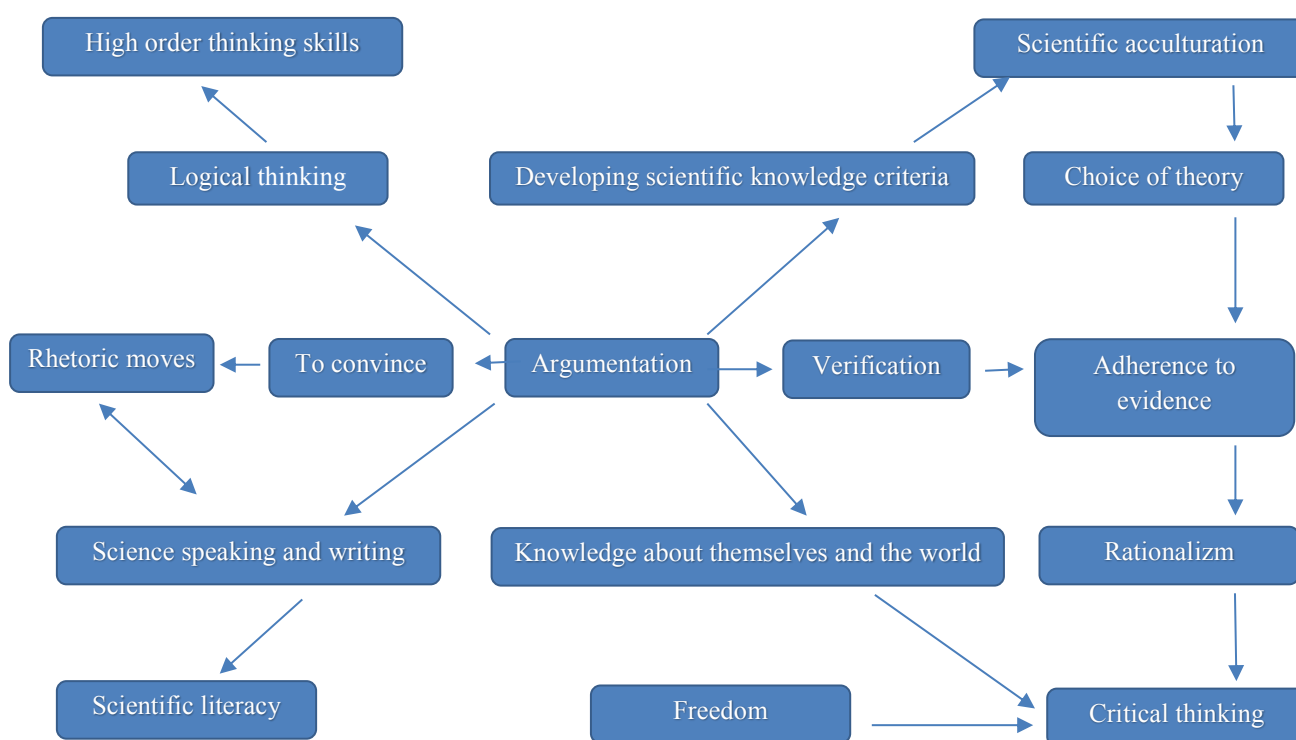 High order thinking skills
Scientific acculturation
Logical thinking
Developing scientific knowledge criteria
Choice of theory
Rhetoric moves
To convince
Argumentation
Verification
Adherence to
evidence
Science speaking and writing
Knowledge about themselves and the world
Rationalizm
Scientific literacy
Freedom
Critical thinking